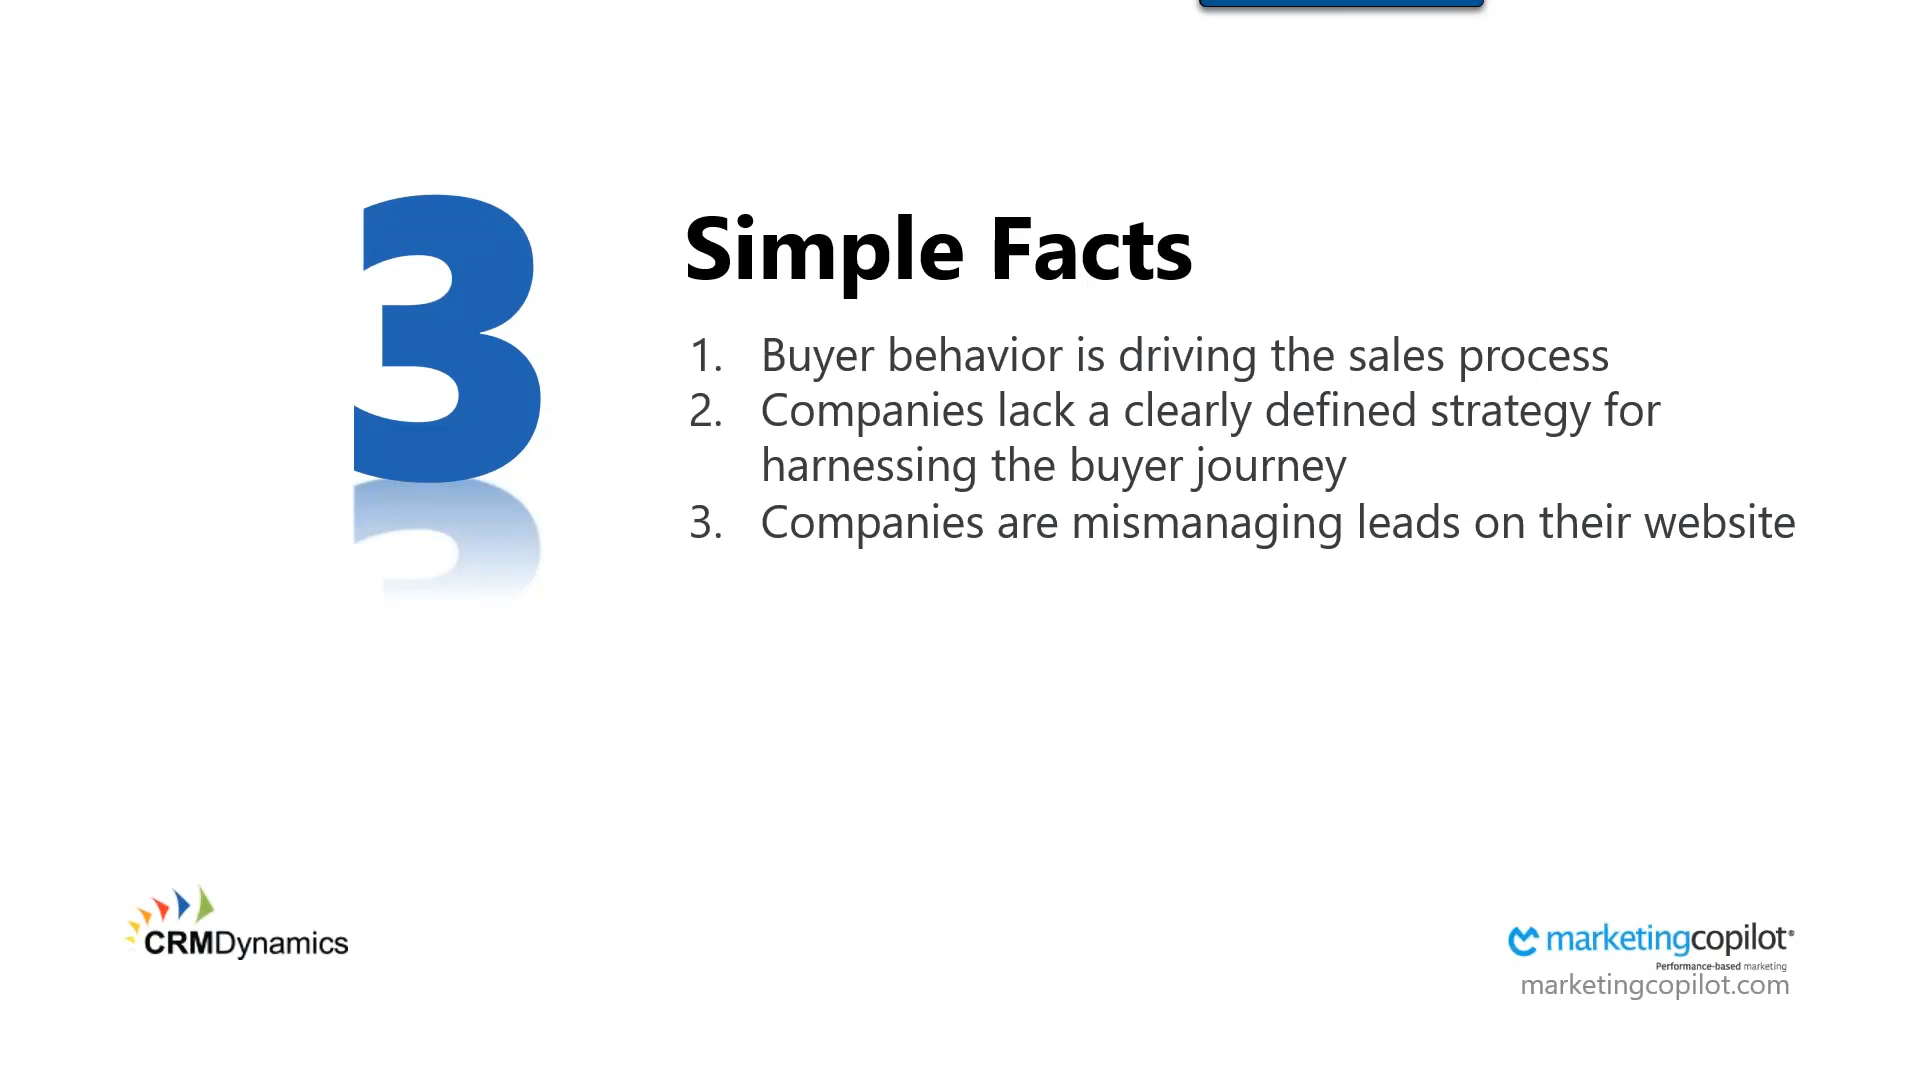 3
Simple Facts
1. Buyer behavior is driving the sales process
2. Companies lack a clearly defined strategy for
harnessing the buyer journey
3. Companies are mismanaging leads on their website
CRMDynamics
marketingcopilot®
Performance-based marketing
marketingcopilot.com